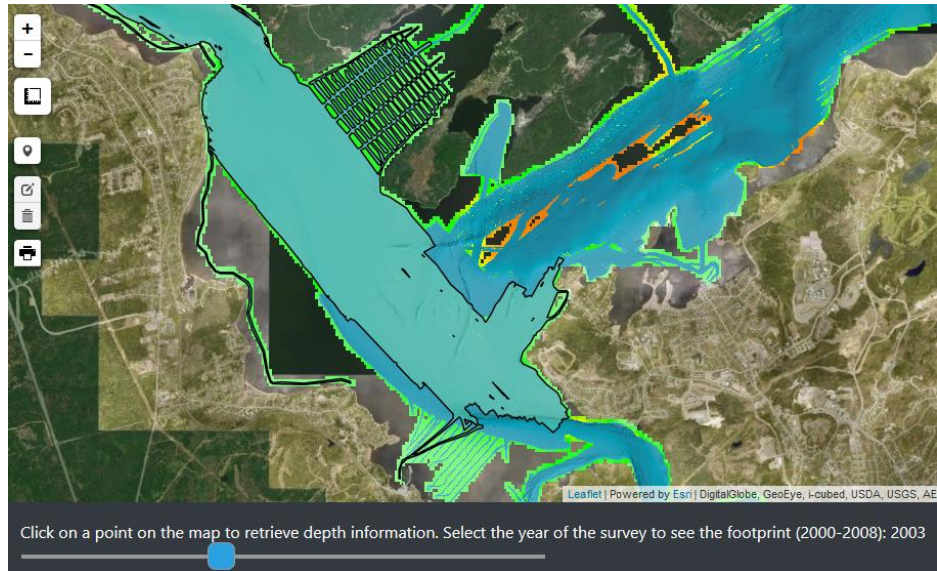 +
-
Leaflet | Powered by Esri | DigitalGlobe, GeoEye, i-cubed, USDA, USGS, AE
Click on a point on the map to retrieve depth information. Select the year of the survey to see the footprint (2000-2008): 2003